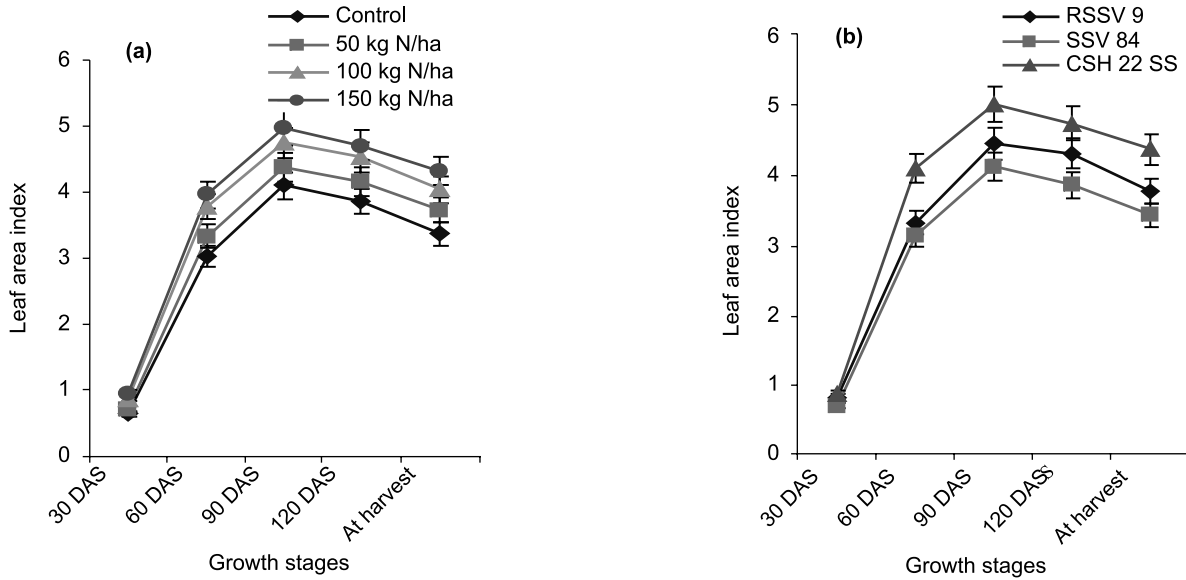 (a)
Control
50 kg N/ha
100 kg N/ha
150 kg N/ha
Leaf area index
6
5
4
3
2
1
0
30 DAS
60 DAS
90 DAS
120 DAS
At harvest
Growth stages
(b)
RSSV 9
SSV 84
CSH 22 SS
Leaf area index
6
5
4
3
2
1
0
30 DAS
60 DAS
90 DAS
120 DASS
At harvest
Growth stages